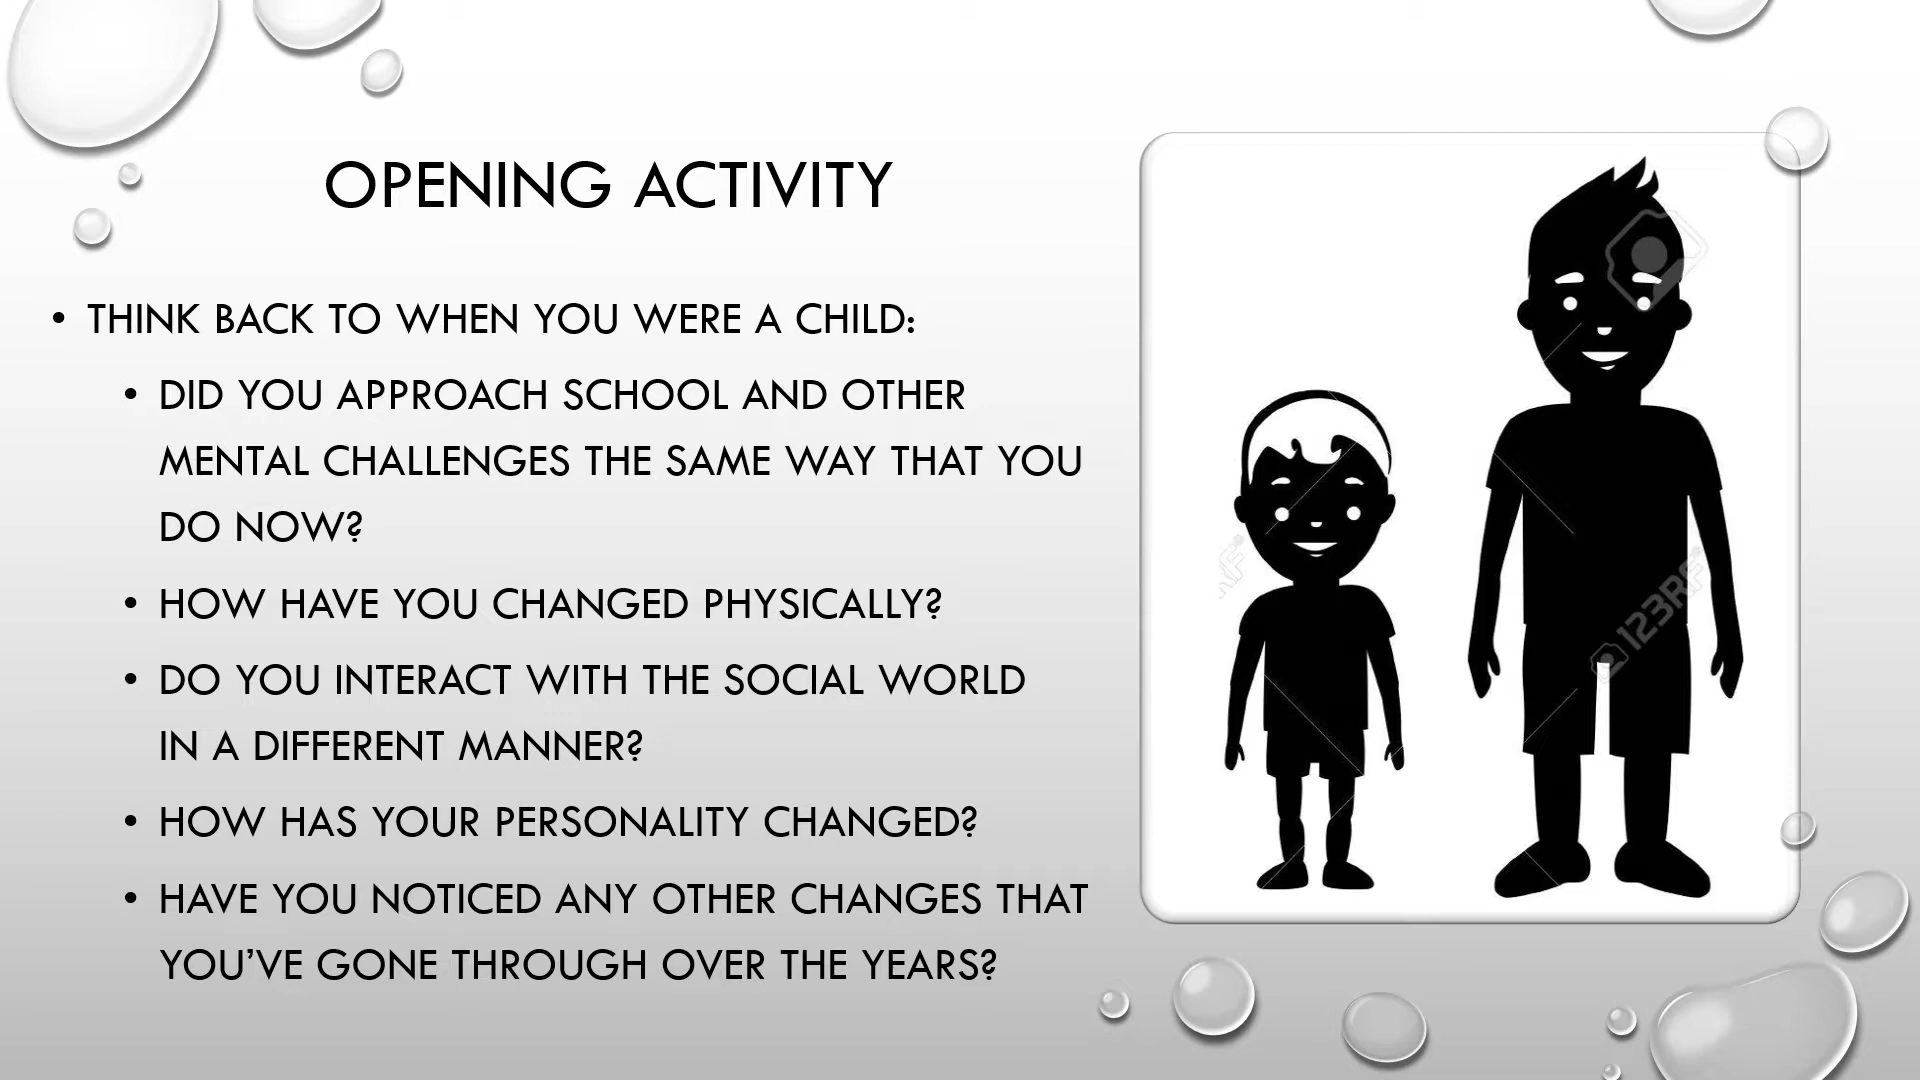 OPENING ACTIVITY
• THINK BACK TO WHEN YOU WERE A CHILD:
• DID YOU APPROACH SCHOOL AND OTHER
MENTAL CHALLENGES THE SAME WAY THAT YOU
DO NOW?
• HOW HAVE YOU CHANGED PHYSICALLY?
• DO YOU INTERACT WITH THE SOCIAL WORLD
IN A DIFFERENT MANNER?
• HOW HAS YOUR PERSONALITY CHANGED?
• HAVE YOU NOTICED ANY OTHER CHANGES THAT
YOU’VE GONE THROUGH OVER THE YEARS?
RF®
123RF®